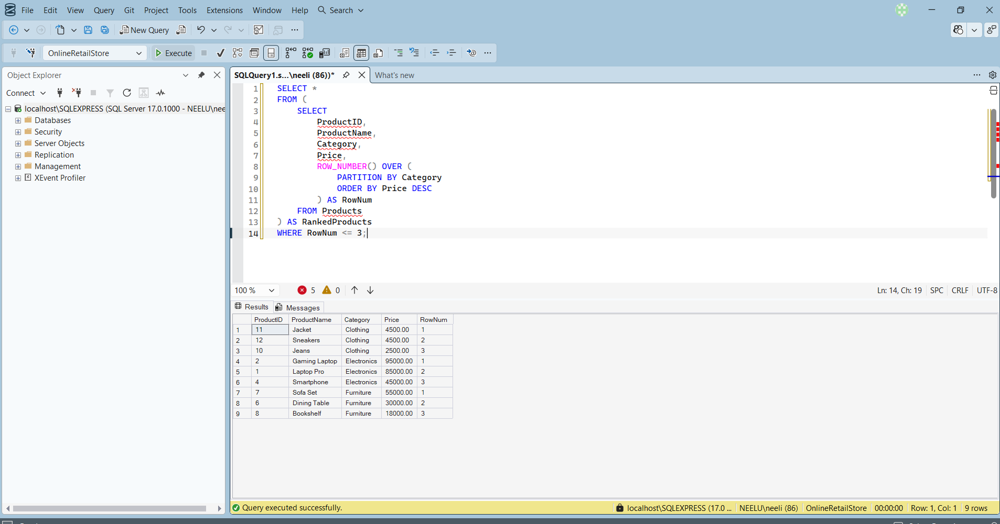 File Edit View Query Git Project Tools Extensions Window Help Search
New Query
OnlineRetailStore Execute
Object Explorer
Connect
localhost\SQLEXPRESS (SQL Server 17.0.1000 - NEELU\nee
Databases
Security
Server Objects
Replication
Management
XEvent Profiler
SQLQuery1.s...\neeli (86))* What's new
1 SELECT *
2 FROM (
3 SELECT
4 ProductID,
5 ProductName,
6 Category,
7 Price,
8 ROW_NUMBER() OVER (
9 PARTITION BY Category
10 ORDER BY Price DESC
11 ) AS RowNum
12 FROM Products
13 ) AS RankedProducts
14 WHERE RowNum <= 3;
100 % 5 0 Ln: 14, Ch: 19 SPC CRLF UTF-8
Results Messages
ProductID ProductName Category Price RowNum
1 11 Jacket Clothing 4500.00 1
2 12 Sneakers Clothing 4500.00 2
3 10 Jeans Clothing 2500.00 3
4 2 Gaming Laptop Electronics 95000.00 1
5 1 Laptop Pro Electronics 85000.00 2
6 4 Smartphone Electronics 45000.00 3
7 7 Sofa Set Furniture 55000.00 1
8 6 Dining Table Furniture 30000.00 2
9 8 Bookshelf Furniture 18000.00 3
Query executed successfully. localhost\SQLEXPRESS (17.0 ... NEELU\neeli (86) OnlineRetailStore 00:00:00 Row: 1, Col: 1 9 rows